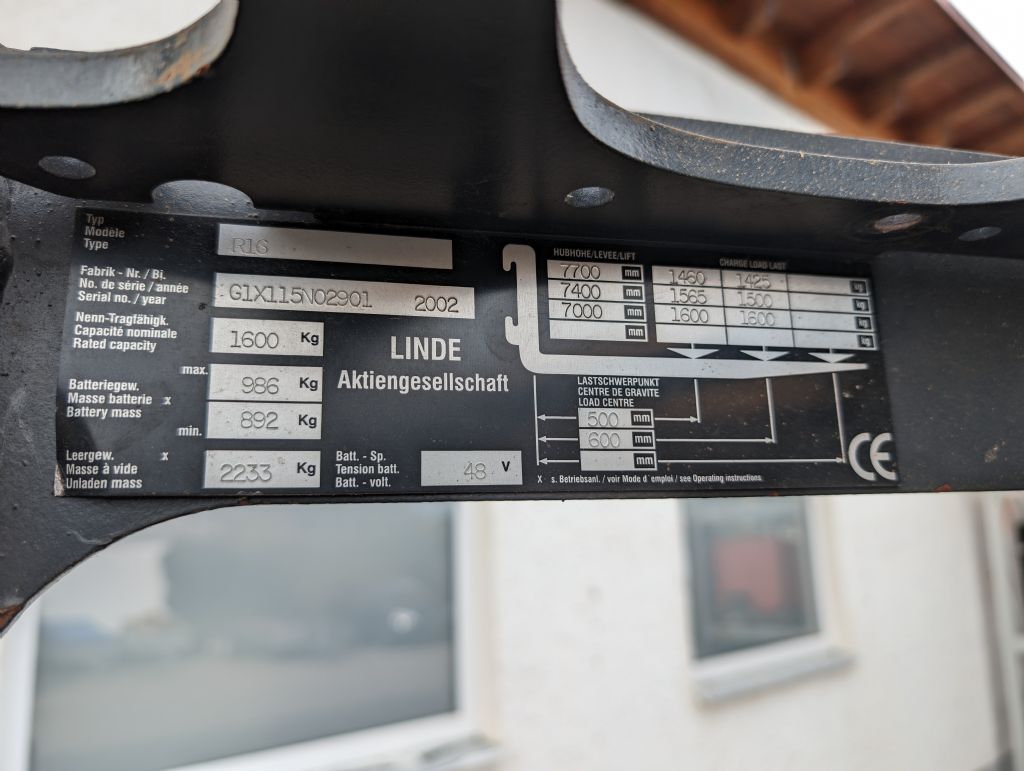 Typ
Modèle
Type
R16
Fabrik - Nr. / Bj.
No. de série / année
Serial no. / year
G1X115N02901 2002
Nenn-Tragfähigk.
Capacité nominale
Rated capacity
1600 Kg
LINDE
Aktiengesellschaft
max.
Batteriegew.
Masse batterie x
Battery mass
986 Kg
892 Kg
min.
Leergew. x
Masse à vide
Unladen mass
2233 Kg
Batt. - Sp.
Tension batt.
Batt. - volt.
48 V
HUBHÖHE/LEVÉE/LIFT
CHARGE LOAD LAST
7700 mm 1460 1425 kg
7400 mm 1565 1500 kg
7000 mm 1600 1600 kg
mm kg
LASTSCHWERPUNKT
CENTRE DE GRAVITE
LOAD CENTRE
500 mm
600 mm
mm
CE
X s. Betriebsanl. / voir Mode d´emploi / see Operating instructions